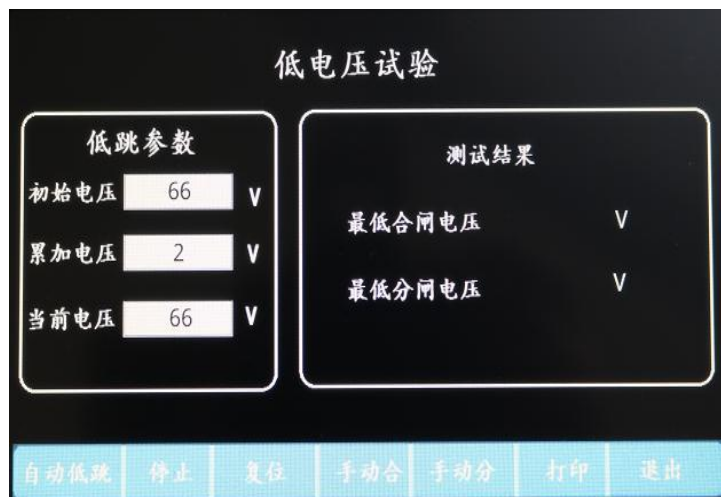 低电压试验
低跳参数
初始电压 66 V
累加电压 2 V
当前电压 66 V
测试结果
最低合闸电压 V
最低分闸电压 V
自动低跳 停止 复位 手动合 手动分 打印 退出